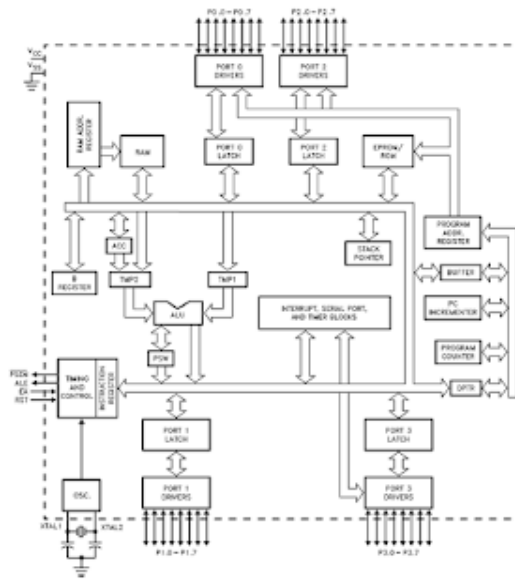 P0.0-P0.7
P2.0-P2.7
VCC
VSS
PORT 0
DRIVERS
PORT 2
DRIVERS
RAM ADDR.
REGISTER
RAM
PORT 0
LATCH
PORT 2
LATCH
EPROM/
ROM
B
REGISTER
ACC
TMP2
TMP1
ALU
PSW
STACK
POINTER
INTERRUPT, SERIAL PORT,
AND TIMER BLOCKS
PROGRAM
ADDR.
REGISTER
BUFFER
PC
INCREMENTER
PROGRAM
COUNTER
DPTR
PSEN
ALE
EA
RST
TIMING
AND
CONTROL
INSTRUCTION
REGISTER
PORT 1
LATCH
PORT 3
LATCH
OSC.
PORT 1
DRIVERS
PORT 3
DRIVERS
XTAL1
XTAL2
P1.0-P1.7
P3.0-P3.7